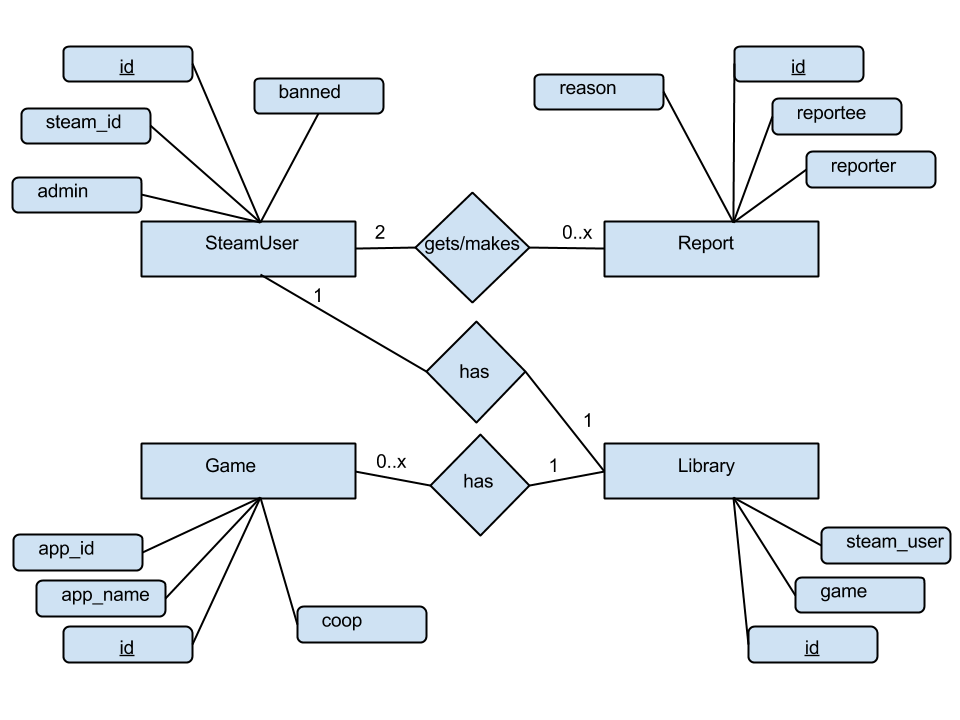 id
id
banned
reason
reportee
steam_id
reporter
admin
SteamUser
2
gets/makes
0..x
Report
1
has
1
Game
0..x
has
1
Library
app_id
steam_user
app_name
game
coop
id
id